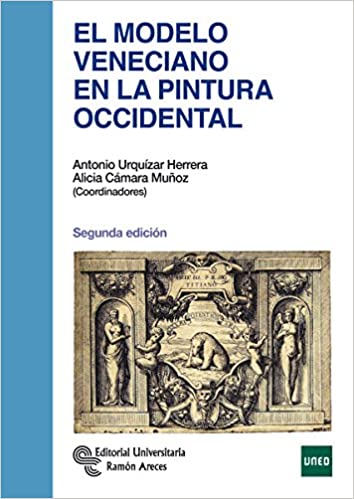 EL MODELO
VENECIANO
EN LA PINTURA
OCCIDENTAL
Antonio Urquízar Herrera
Alicia Cámara Muñoz
(Coordinadores)
Segunda edición
TITIANO
Editorial Universitaria
Ramón Areces
UNED